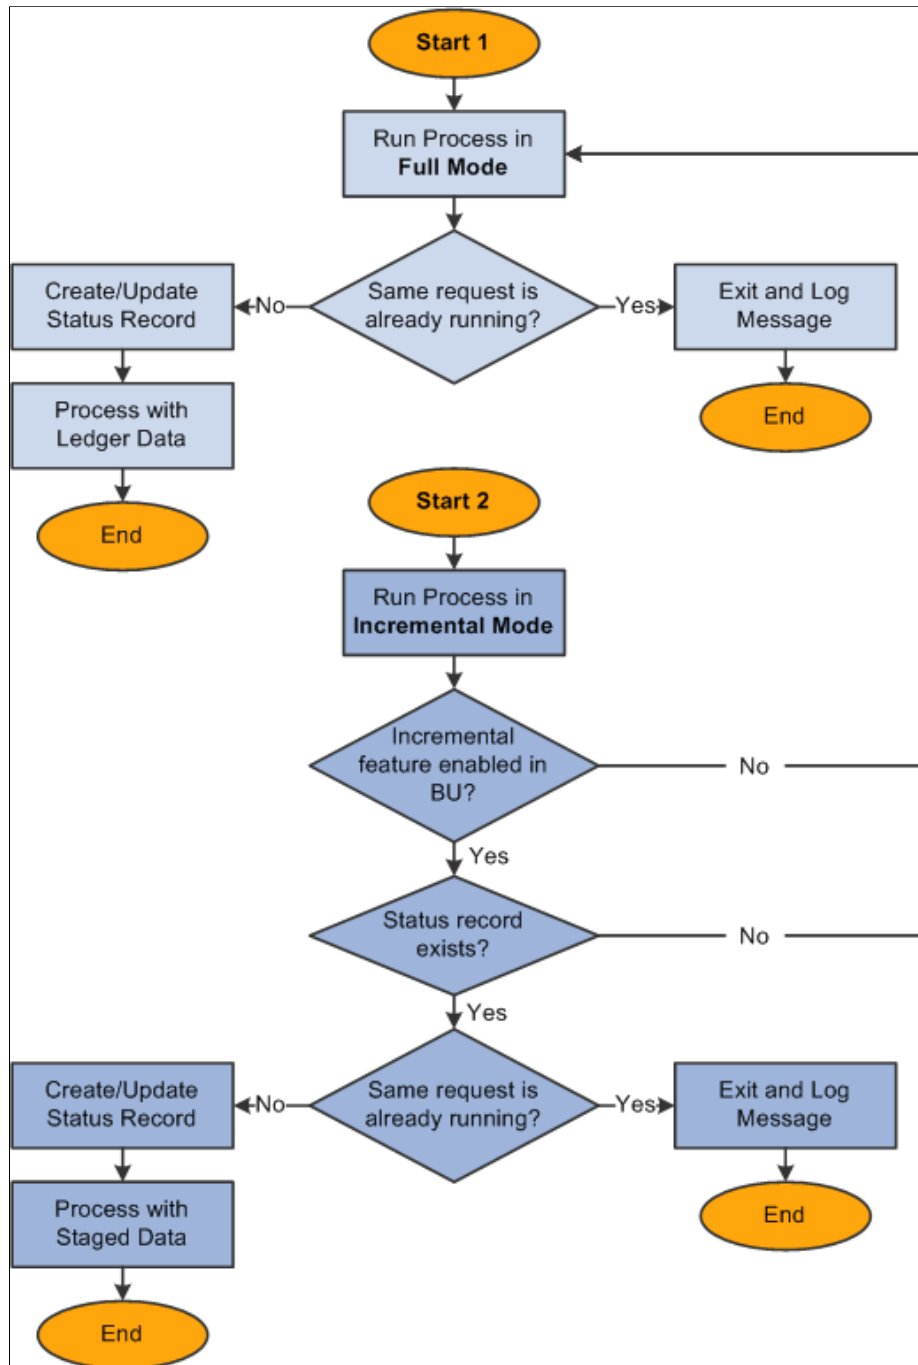 Start 1
Run Process in
Full Mode
Same request is
already running?
No
Yes
Create/Update
Status Record
Exit and Log
Message
Process with
Ledger Data
End
End
Start 2
Run Process in
Incremental Mode
Incremental
feature enabled in
BU?
No
Yes
Status record
exists?
No
Yes
Same request is
already running?
No
Yes
Create/Update
Status Record
Exit and Log
Message
Process with
Staged Data
End
End